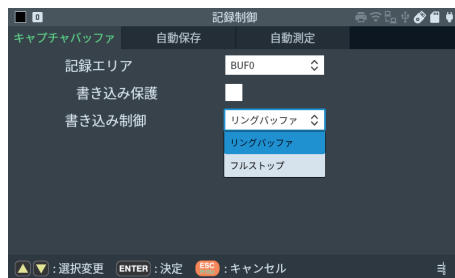 0 記録制御
キャプチャバッファ 自動保存 自動測定
記録エリア BUF0
書き込み保護
書き込み制御 リングバッファ
リングバッファ
フルストップ
:選択変更 ENTER :決定 ESC :キャンセル